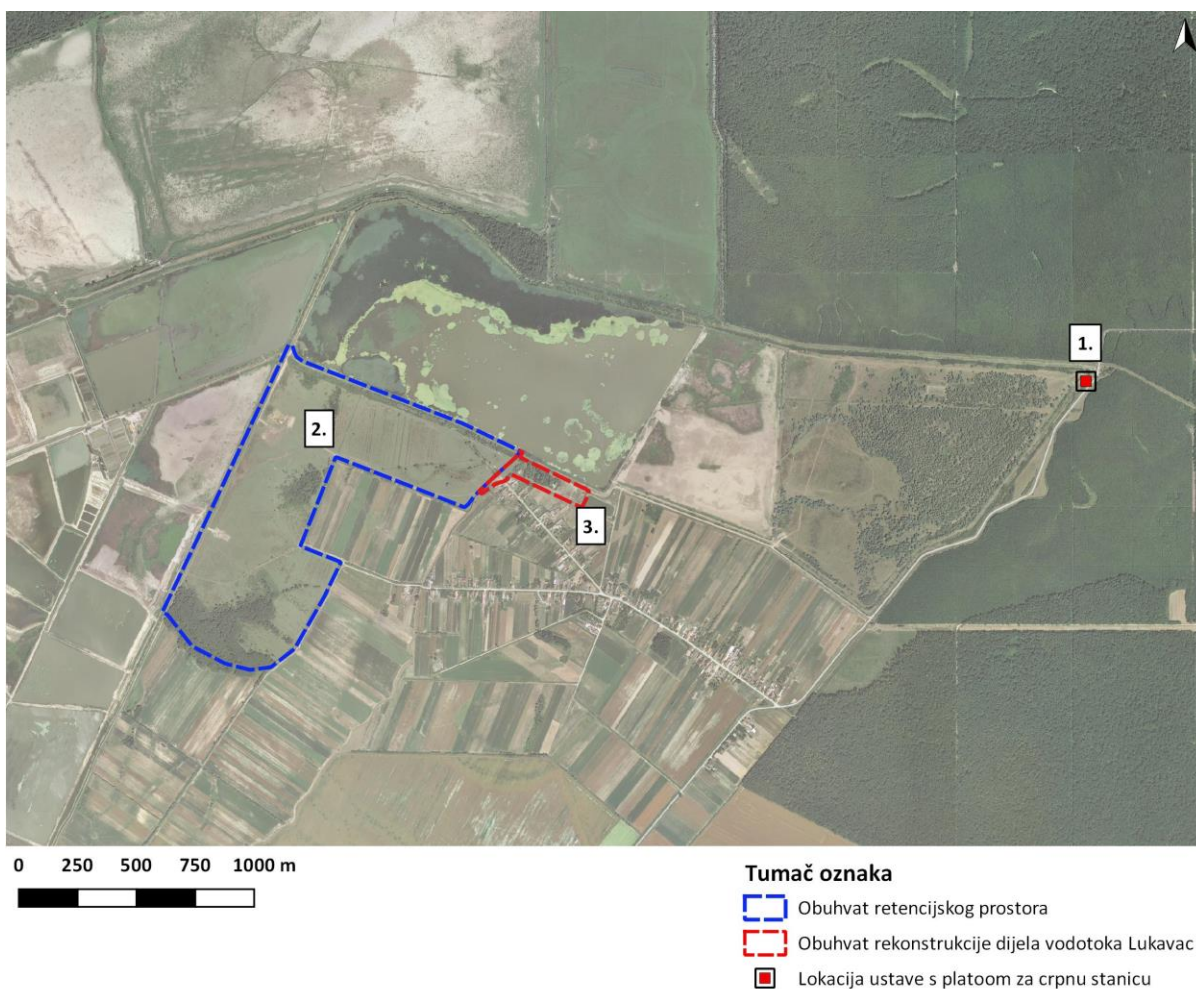 1.
2.
3.
0 250 500 750 1000 m
Tumač oznaka
Obuhvat retencijskog prostora
Obuhvat rekonstrukcije dijela vodotoka Lukavac
Lokacija ustave s platoom za crpnu stanicu